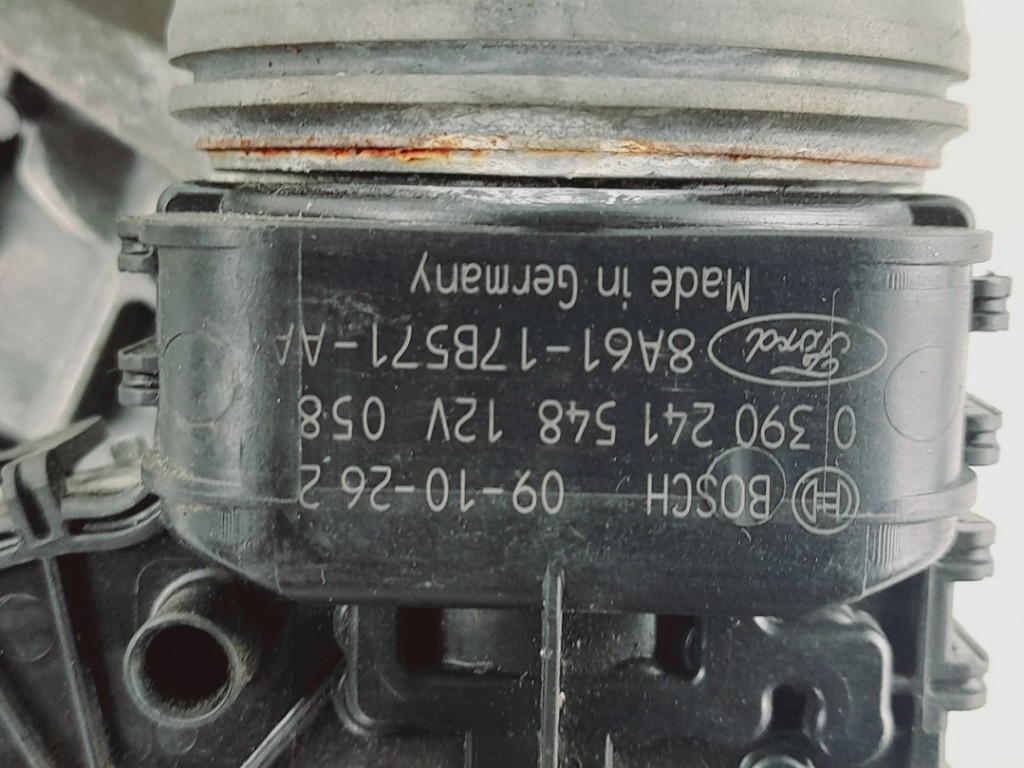 BOSCH 09-10-26 2
0 390 241 548 12V 058
Ford 8A61-17B571-AA
Made in Germany